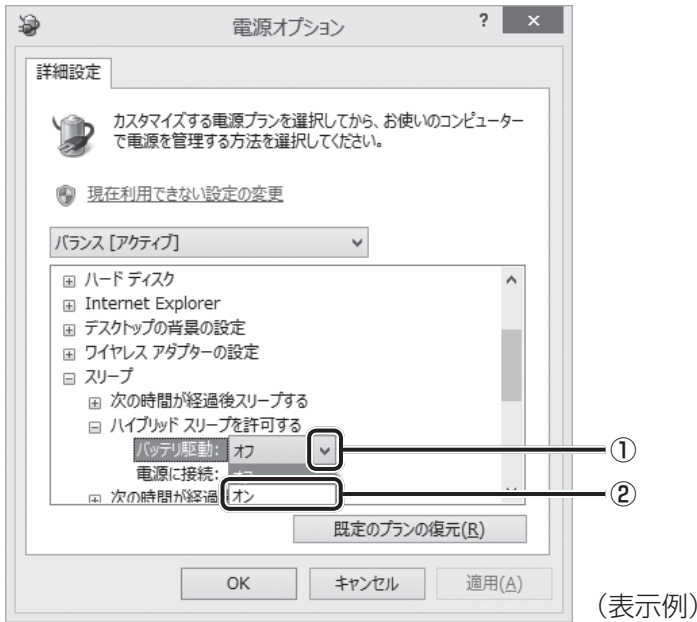 電源オプション
?
×
詳細設定
カスタマイズする電源プランを選択してから、お使いのコンピューター
で電源を管理する方法を選択してください。
現在利用できない設定の変更
バランス [アクティブ]
ハード ディスク
Internet Explorer
デスクトップの背景の設定
ワイヤレス アダプターの設定
スリープ
次の時間が経過後スリープする
ハイブリッド スリープを許可する
バッテリ駆動: オフ
①
電源に接続: オフ
次の時間が経過
オン
②
既定のプランの復元(R)
OK
キャンセル
適用(A)
(表示例)